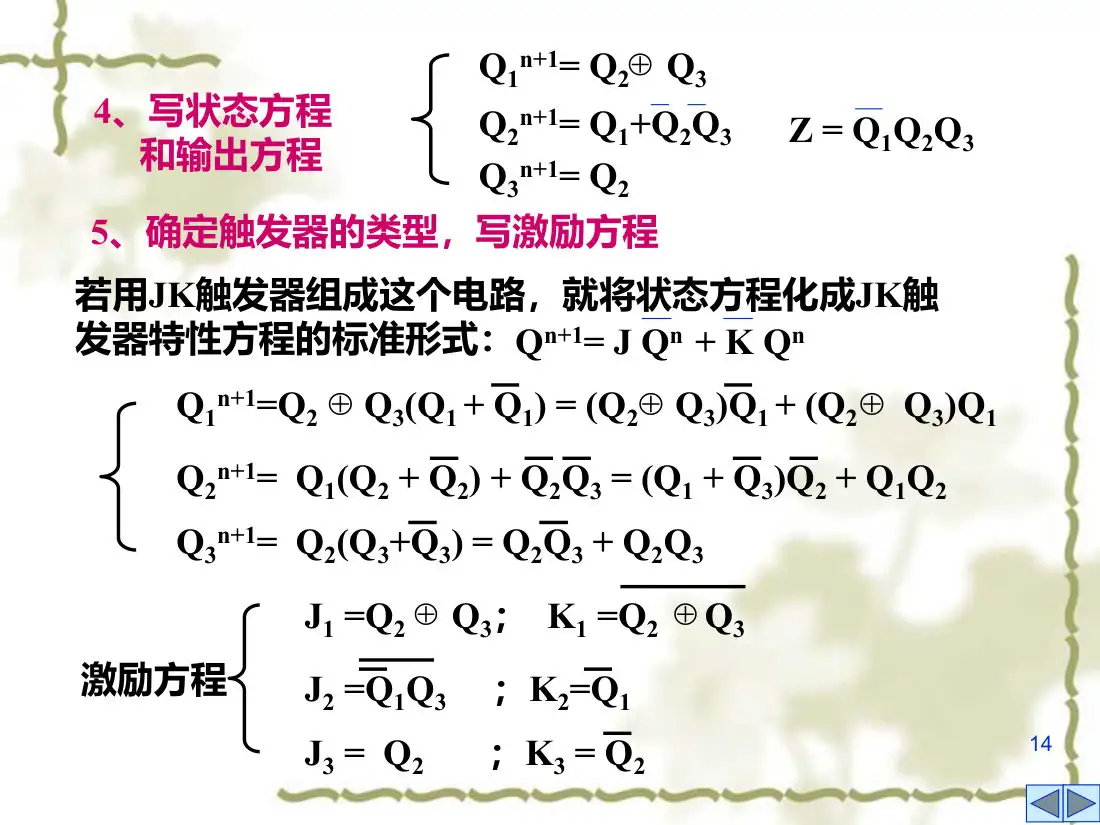 4、写状态方程
和输出方程
Q₁ⁿ⁺¹= Q₂⊕ Q₃
Q₂ⁿ⁺¹= Q₁+Q̅₂Q̅₃
Q₃ⁿ⁺¹= Q₂
Z = Q̅₁Q₂Q₃
5、确定触发器的类型，写激励方程
若用JK触发器组成这个电路，就将状态方程化成JK触
发器特性方程的标准形式：Qⁿ⁺¹= J Q̅ⁿ + K̅ Qⁿ
Q₁ⁿ⁺¹=Q₂ ⊕ Q₃(Q₁ + Q̅₁) = (Q₂⊕ Q₃)Q̅₁ + (Q₂⊕ Q₃)Q₁
Q₂ⁿ⁺¹= Q₁(Q₂ + Q̅₂) + Q̅₂Q̅₃ = (Q₁ + Q̅₃)Q̅₂ + Q₁Q₂
Q₃ⁿ⁺¹= Q₂(Q₃+Q̅₃) = Q₂Q̅₃ + Q₂Q₃
激励方程
J₁ =Q₂ ⊕ Q₃； K₁ =\overline{Q₂ ⊕ Q₃}
J₂ =\overline{Q̅₁Q₃} ；K₂=Q̅₁
J₃ = Q₂ ；K₃ = Q̅₂
14